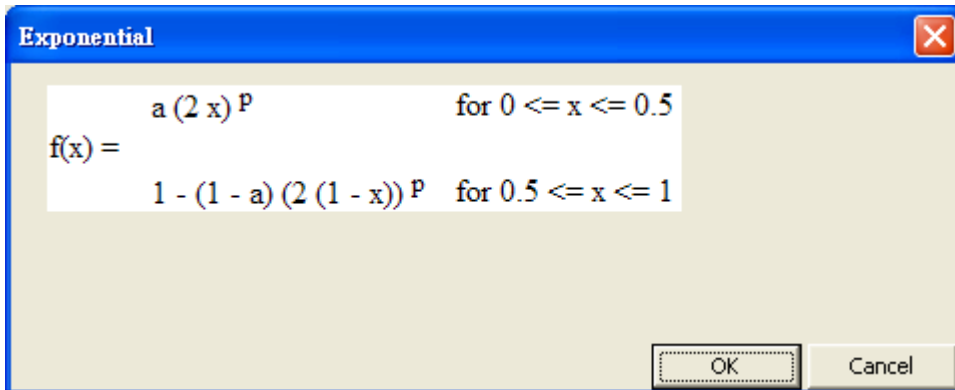 Exponential
a (2 x) p for 0 <= x <= 0.5
f(x) =
1 - (1 - a) (2 (1 - x)) p for 0.5 <= x <= 1
OK Cancel